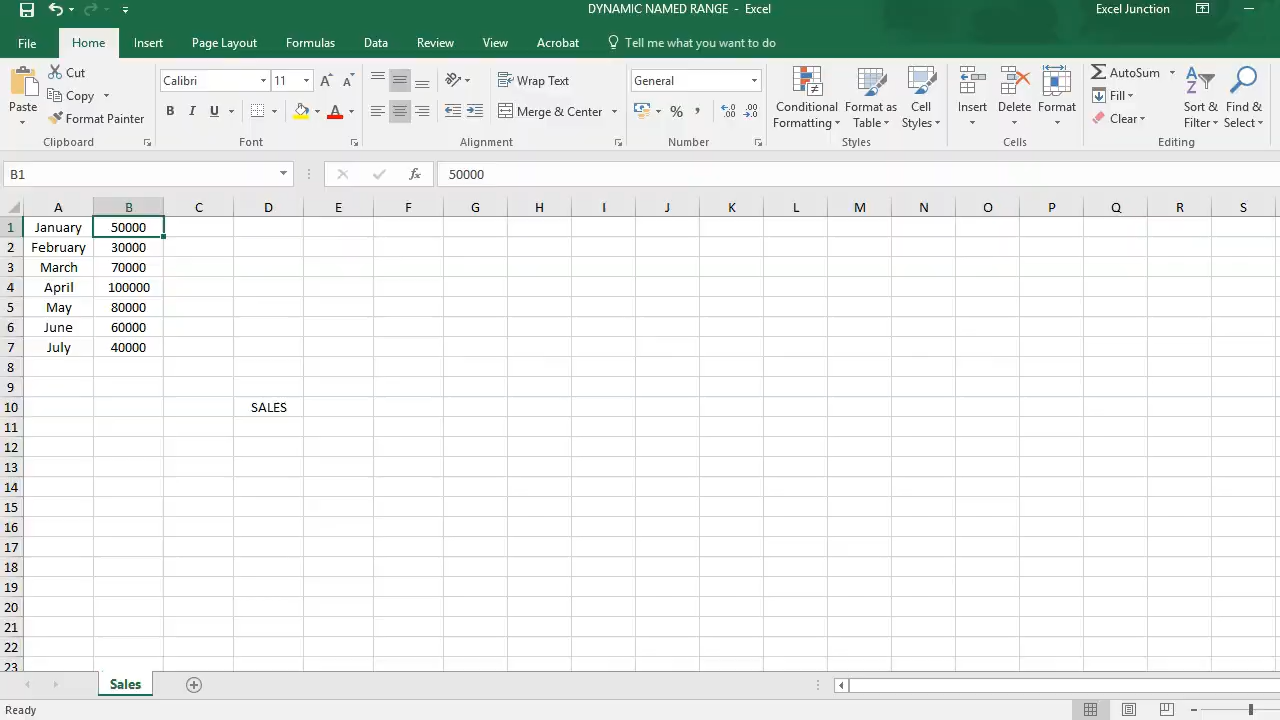 DYNAMIC NAMED RANGE - Excel
Excel Junction
File Home Insert Page Layout Formulas Data Review View Acrobat Tell me what you want to do
Paste
Cut
Copy
Format Painter
Clipboard
Calibri 11
B I U
A A
Font
Wrap Text
Merge & Center
Alignment
General
% ,
Number
Conditional
Formatting
Format as
Table
Cell
Styles
Styles
Insert
Delete
Format
Cells
AutoSum
Fill
Clear
Sort &
Filter
Find &
Select
Editing
B1 fx 50000
A B C D E F G H I J K L M N O P Q R S
1 January 50000
2 February 30000
3 March 70000
4 April 100000
5 May 80000
6 June 60000
7 July 40000
8
9
10 SALES
11
12
13
14
15
16
17
18
19
20
21
22
23
Sales
Ready